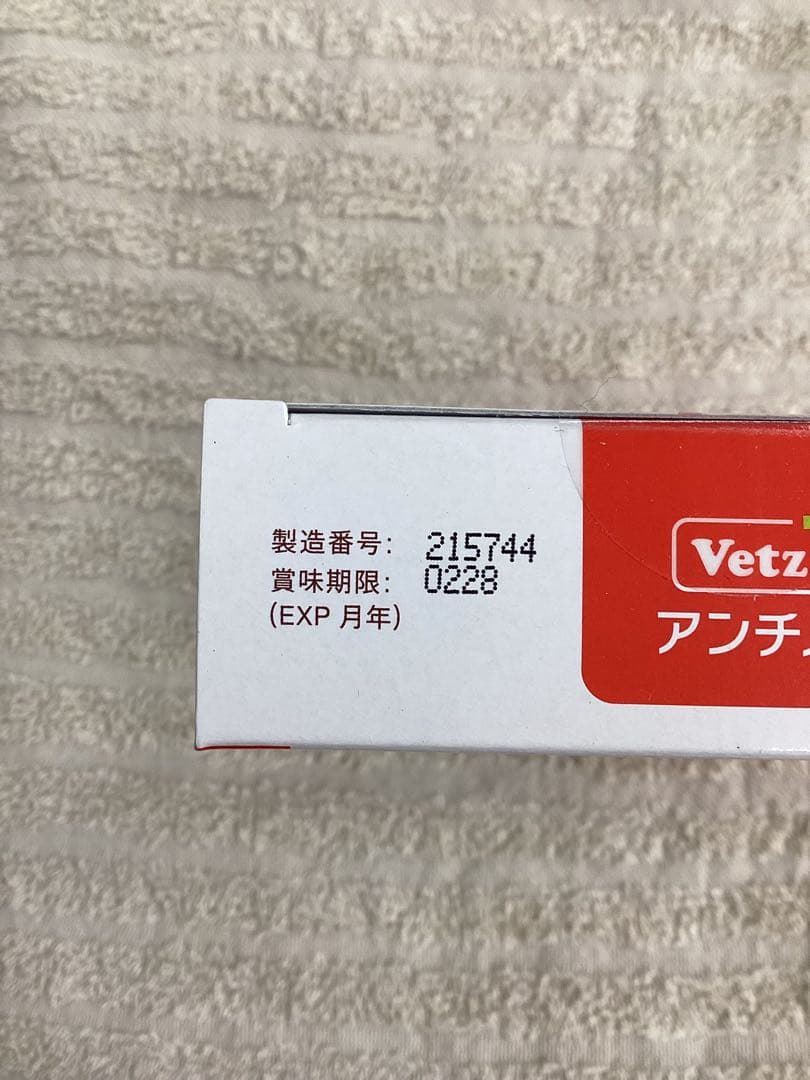 製造番号: 215744
賞味期限: 0228
(EXP 月年)
Vetz
アンチ